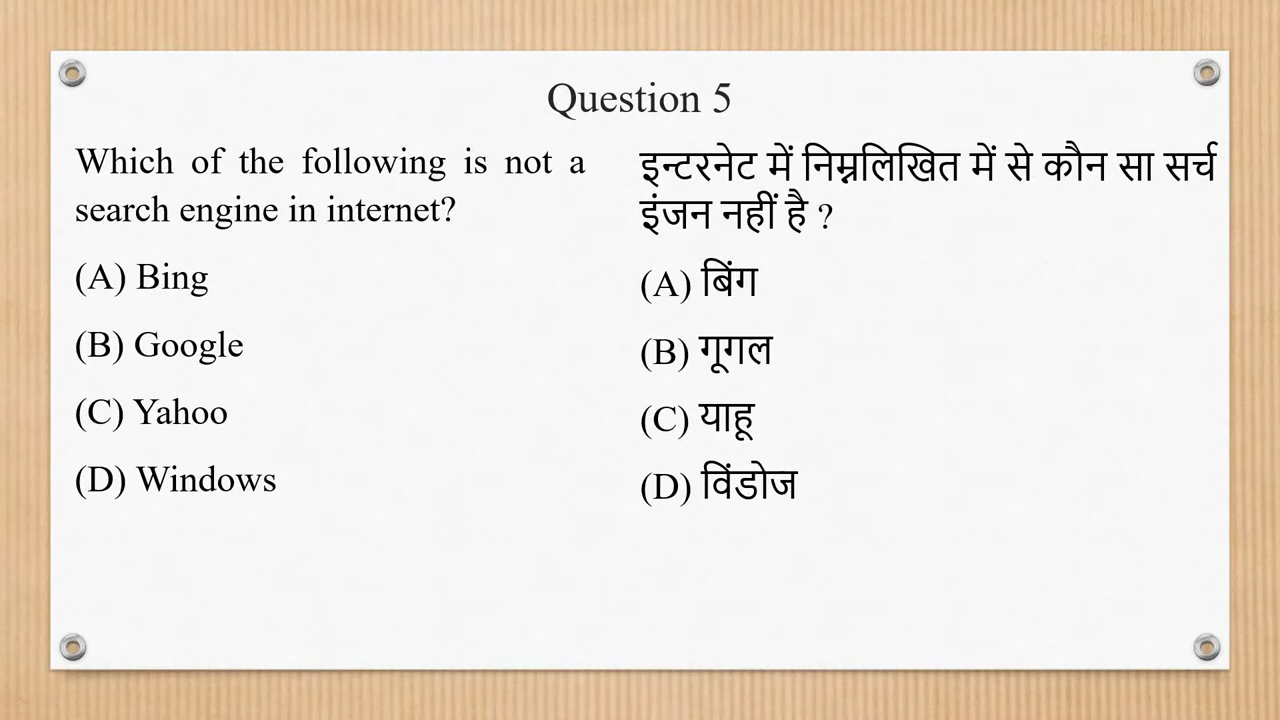 Question 5
Which of the following is not a
search engine in internet?
(A) Bing
(B) Google
(C) Yahoo
(D) Windows
इन्टरनेट में निम्नलिखित में से कौन सा सर्च
इंजन नहीं है ?
(A) बिंग
(B) गूगल
(C) याहू
(D) विंडोज